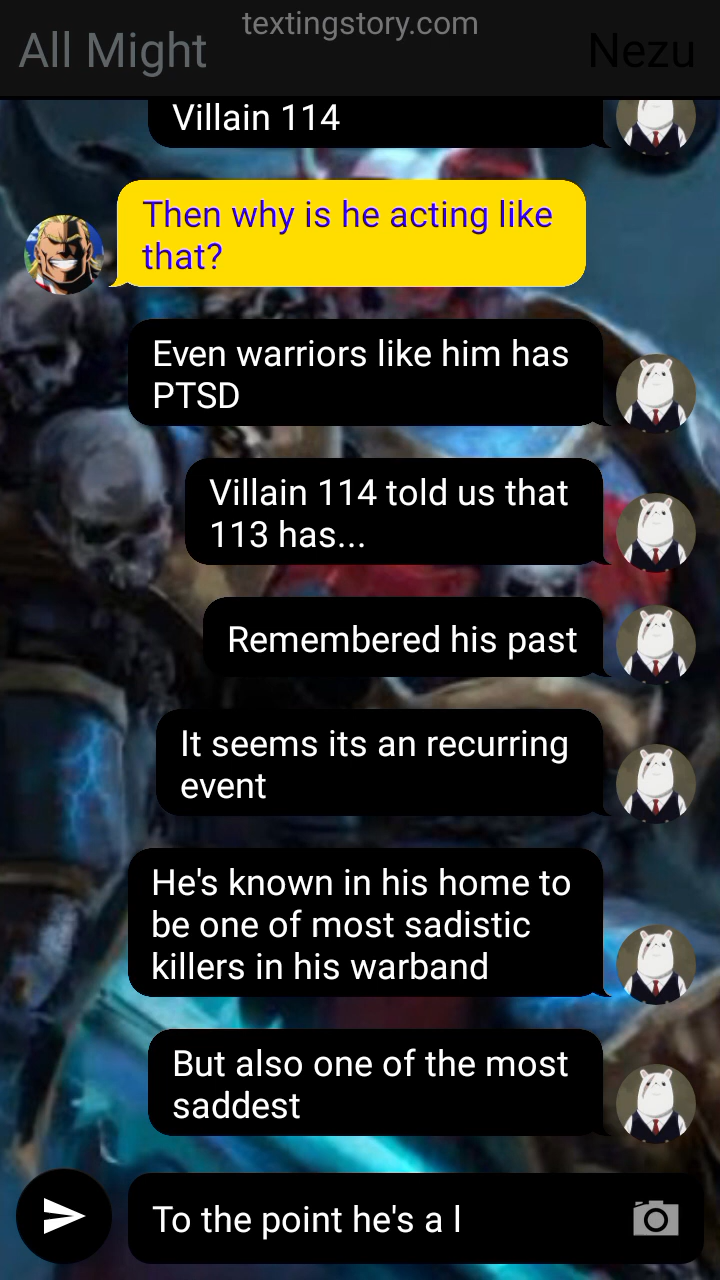 textingstory.com
All Might
Nezu
Villain 114
Then why is he acting like
that?
Even warriors like him has
PTSD
Villain 114 told us that
113 has...
Remembered his past
It seems its an recurring
event
He's known in his home to
be one of most sadistic
killers in his warband
But also one of the most
saddest
To the point he's a l